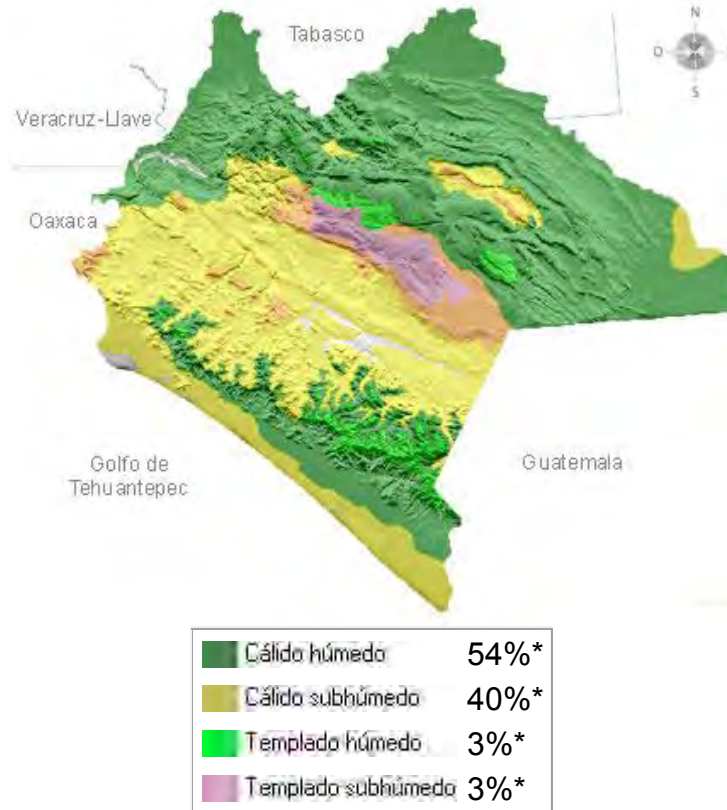 Tabasco
N
O
E
S
Veracruz-Llave
Oaxaca
Golfo de
Tehuantepec
Guatemala
Cálido húmedo 54%*
Cálido subhúmedo 40%*
Templado húmedo 3%*
Templado subhúmedo 3%*